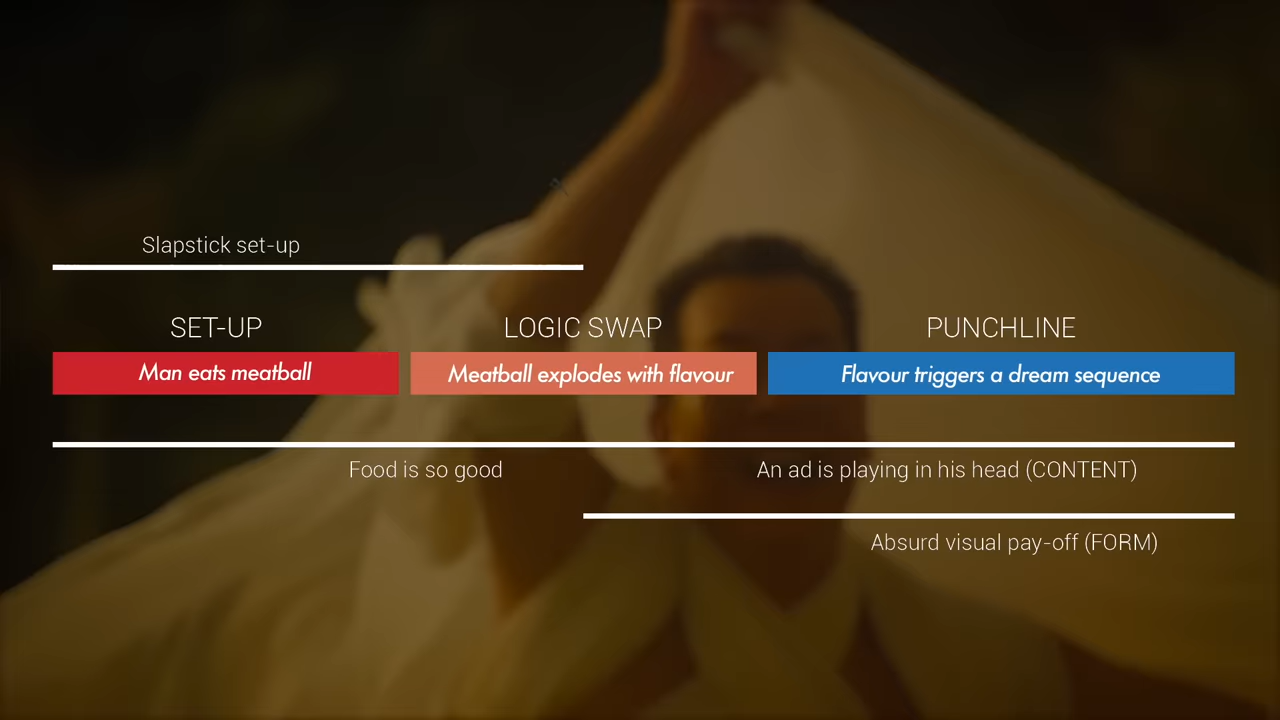 Slapstick set-up
SET-UP
LOGIC SWAP
PUNCHLINE
Man eats meatball
Meatball explodes with flavour
Flavour triggers a dream sequence
Food is so good
An ad is playing in his head (CONTENT)
Absurd visual pay-off (FORM)